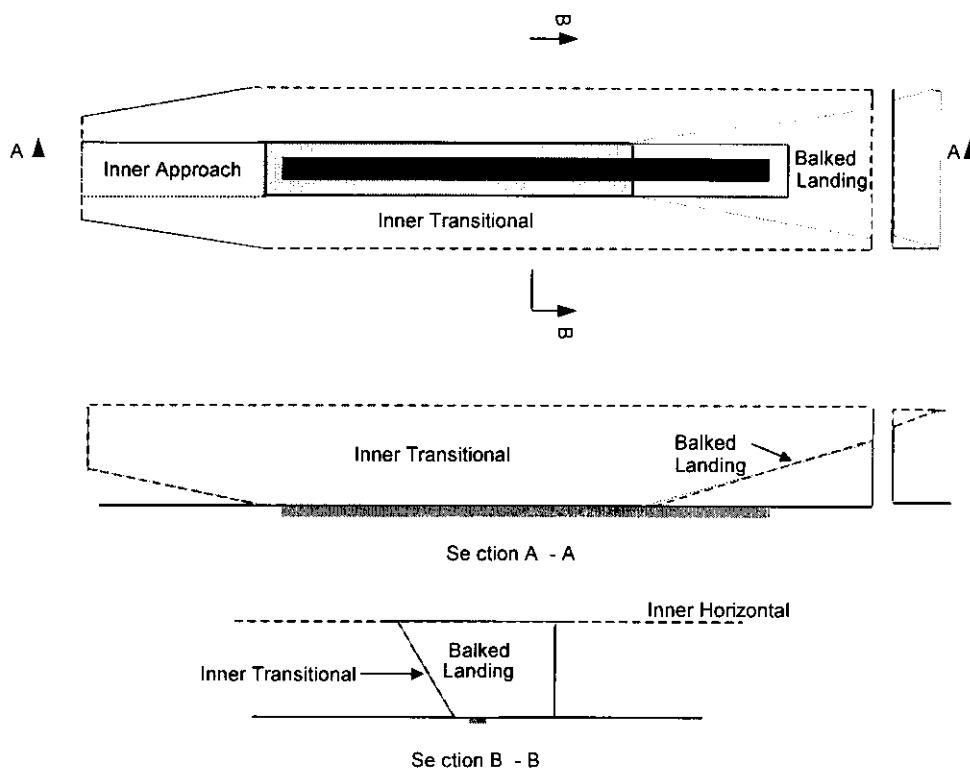 B
A
A
Inner Approach
Balked
Landing
Inner Transitional
B
Inner Transitional
Balked
Landing
Se ction A - A
Inner Horizontal
Balked
Landing
Inner Transitional
Se ction B - B